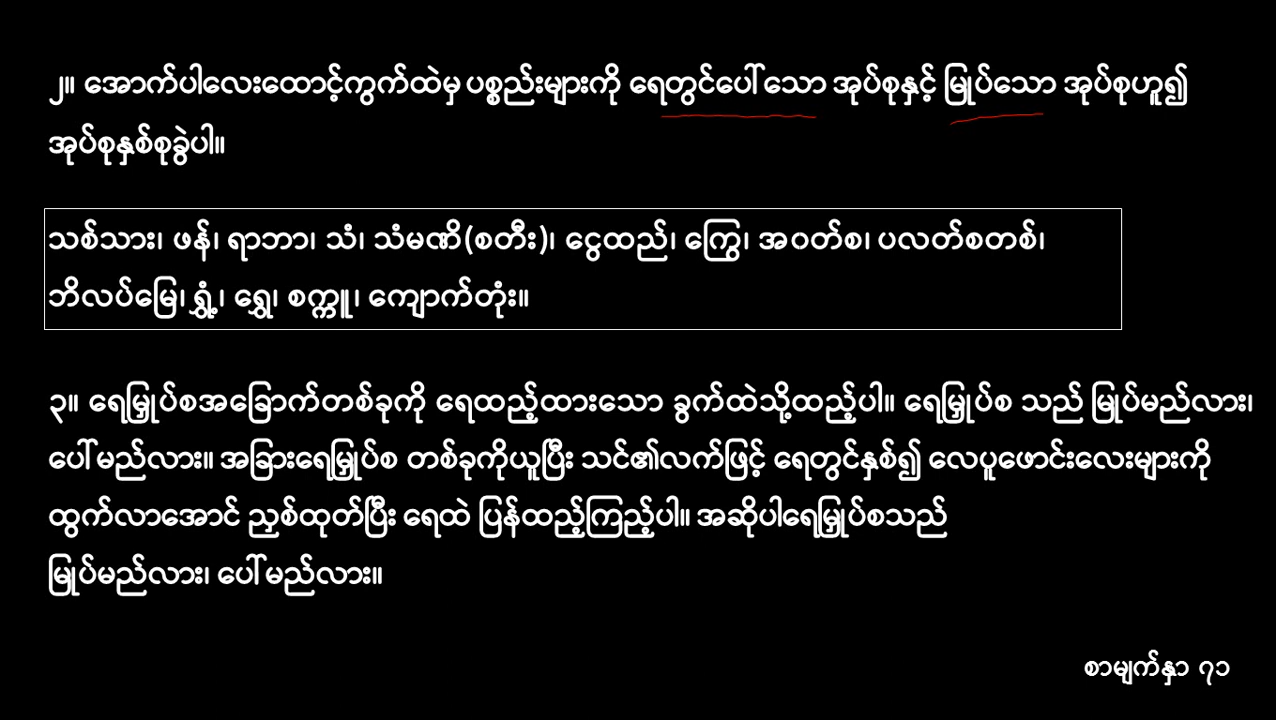 ၂။ အောက်ပါလေးထောင့်ကွက်ထဲမှ ပစ္စည်းများကို ရေတွင်ပေါ်သော အုပ်စုနှင့် မြုပ်သော အုပ်စုဟူ၍
အုပ်စုနှစ်စုခွဲပါ။
သစ်သား၊ ဖန်၊ ရာဘာ၊ သံ၊ သံမဏိ(စတီး)၊ ငွေထည်၊ ကြွေ၊ အဝတ်စ၊ ပလတ်စတစ်၊
ဘိလပ်မြေ၊ ရွှံ့၊ ရွှေ၊ စက္ကူ၊ ကျောက်တုံး။
၃။ ရေမြှုပ်စအခြောက်တစ်ခုကို ရေထည့်ထားသော ခွက်ထဲသို့ထည့်ပါ။ ရေမြှုပ်စ သည် မြုပ်မည်လား၊
ပေါ်မည်လား။ အခြားရေမြှုပ်စ တစ်ခုကိုယူပြီး သင်၏လက်ဖြင့် ရေတွင်နှစ်၍ လေပူဖောင်းလေးများကို
ထွက်လာအောင် ညှစ်ထုတ်ပြီး ရေထဲ ပြန်ထည့်ကြည့်ပါ။ အဆိုပါရေမြှုပ်စသည်
မြုပ်မည်လား၊ ပေါ်မည်လား။
စာမျက်နှာ ၇၁